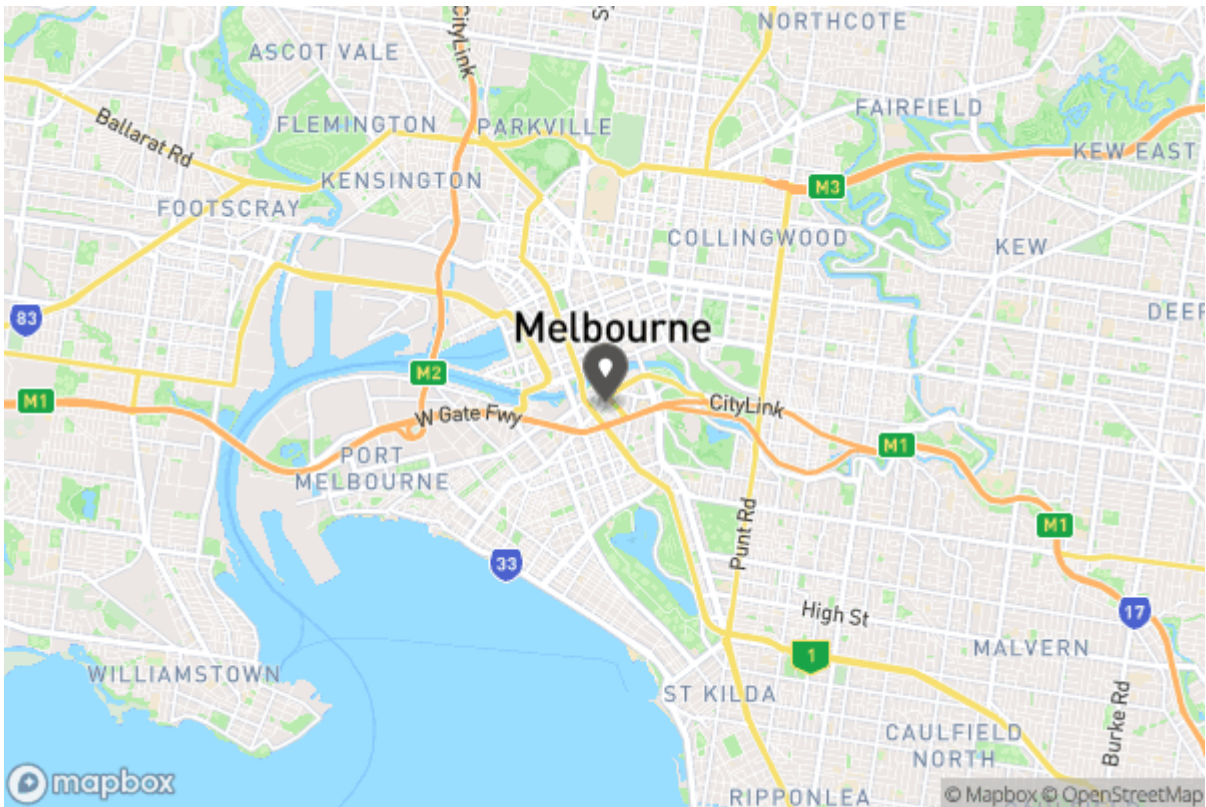 NORTHCOTE
S
CityLink
ASCOT VALE
FAIRFIELD
Ballarat Rd
FLEMINGTON
PARKVILLE
KEW EAST
KENSINGTON
M3
FOOTSCRAY
COLLINGWOOD
KEW
83
DEEP
Melbourne
M2
M1
W Gate Fwy
CityLink
M1
PORT
MELBOURNE
Punt Rd
M1
33
High St
17
MALVERN
1
WILLIAMSTOWN
ST KILDA
Burke Rd
CAULFIELD
NORTH
mapbox
RIPPONLEA
© Mapbox © OpenStreetMap